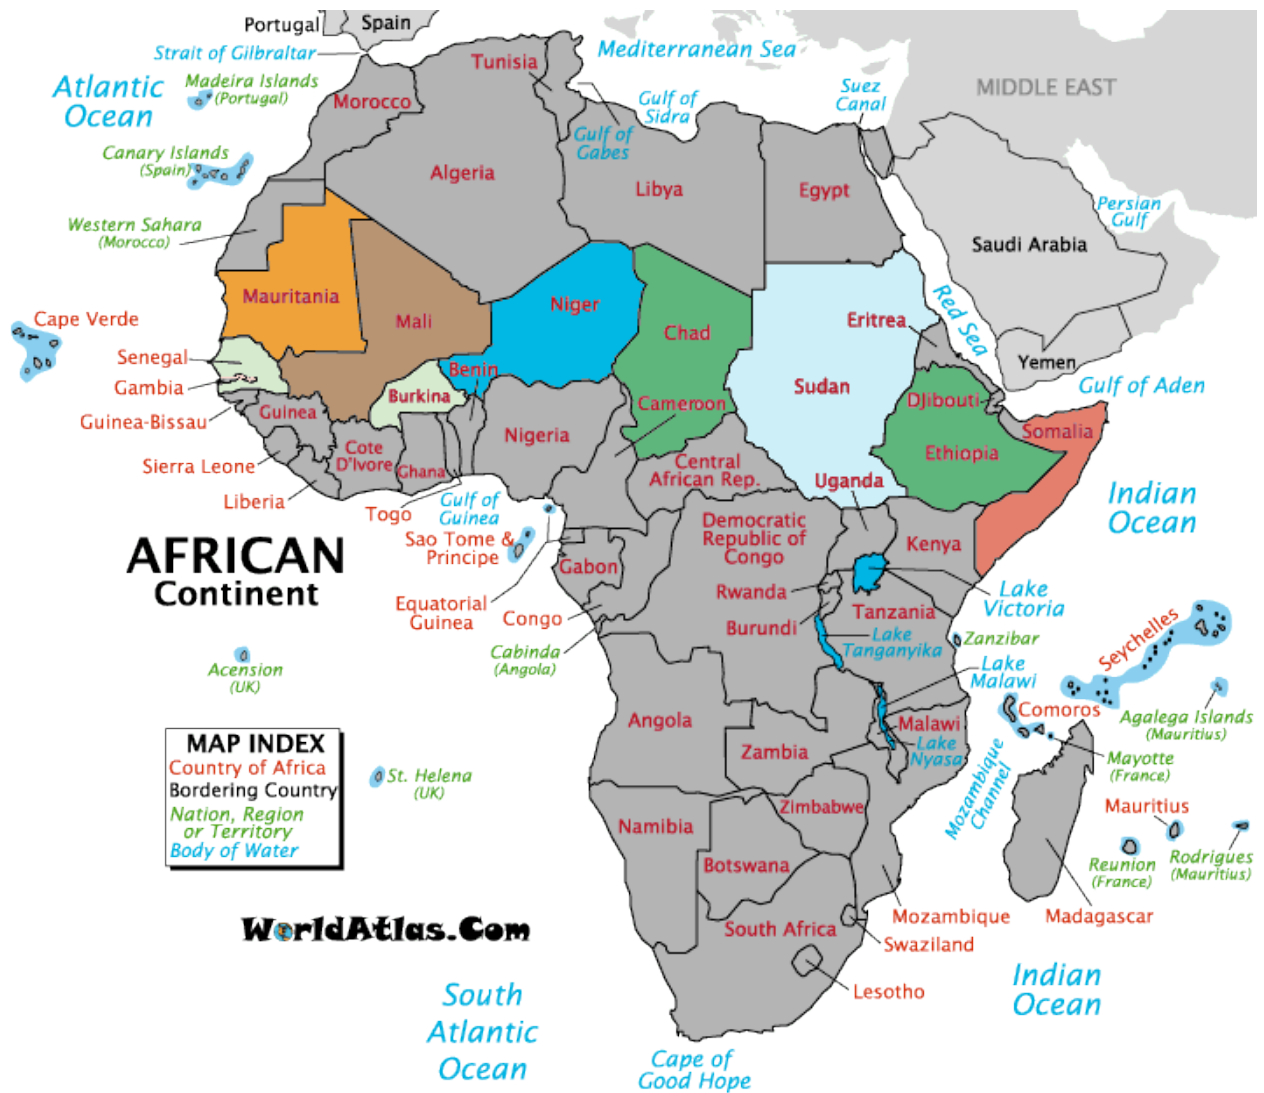 Portugal
Spain
Strait of Gibraltar
Mediterranean Sea
Atlantic
Ocean
Madeira Islands
(Portugal)
Tunisia
Morocco
Gulf of
Sidra
Suez
Canal
MIDDLE EAST
Gulf of
Gabes
Canary Islands
(Spain)
Algeria
Libya
Egypt
Persian
Gulf
Western Sahara
(Morocco)
Saudi Arabia
Mauritania
Mali
Niger
Chad
Eritrea
Red Sea
Cape Verde
Senegal
Gambia
Guinea-Bissau
Benin
Burkina
Sudan
Yemen
Gulf of Aden
Guinea
Cameroon
DJibouti
Somalia
Cote
D'Ivore
Ghana
Nigeria
Central
African Rep.
Ethiopia
Sierra Leone
Liberia
Togo
Uganda
Gulf of
Guinea
Indian
Ocean
Democratic
Republic of
Congo
Kenya
AFRICAN
Continent
Sao Tome &
Principe
Gabon
Rwanda
Lake
Victoria
Equatorial
Guinea
Congo
Burundi
Tanzania
Cabinda
(Angola)
Lake
Tanganyika
Zanzibar
Seychelles
Acension
(UK)
Lake
Malawi
Angola
Malawi
Comoros
Agalega Islands
(Mauritius)
MAP INDEX
Country of Africa
Bordering Country
Nation, Region
or Territory
Body of Water
Zambia
Lake
Nyasa
Mayotte
(France)
St. Helena
(UK)
Mozambique
Channel
Namibia
Zimbabwe
Mauritius
Botswana
Reunion
(France)
Rodrigues
(Mauritius)
WorldAtlas.Com
South Africa
Mozambique
Madagascar
Swaziland
Lesotho
Indian
Ocean
South
Atlantic
Ocean
Cape of
Good Hope